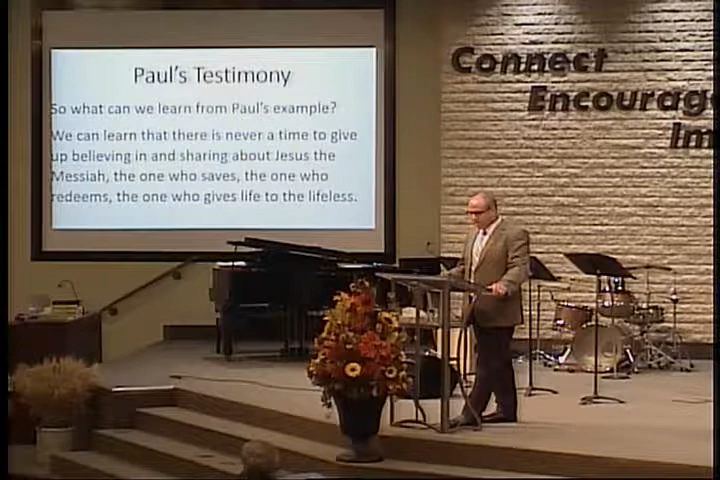 Paul's Testimony
So what can we learn from Paul's example?
We can learn that there is never a time to give
up believing in and sharing about Jesus the
Messiah, the one who saves, the one who
redeems, the one who gives life to the lifeless.
Connect
Encourag
Im